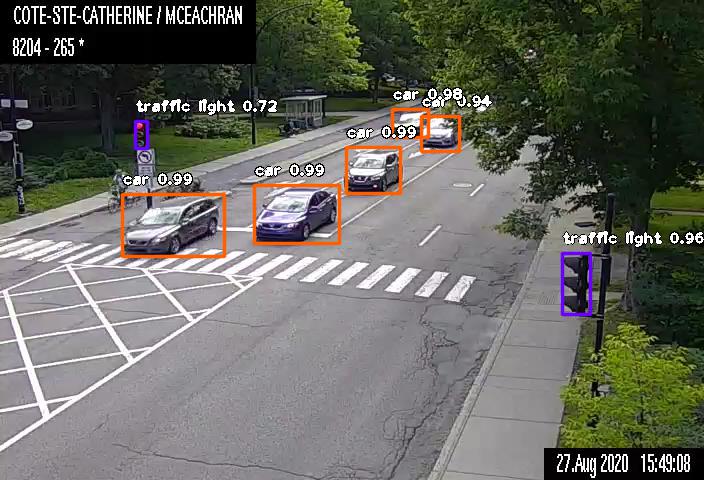 COTE-STE-CATHERINE / MCEACHRAN
8204 - 265 *
car 0.98
car 0.94
traffic light 0.72
car 0.99
car 0.99
car 0.99
traffic light 0.96
27.Aug 2020 15:49:08